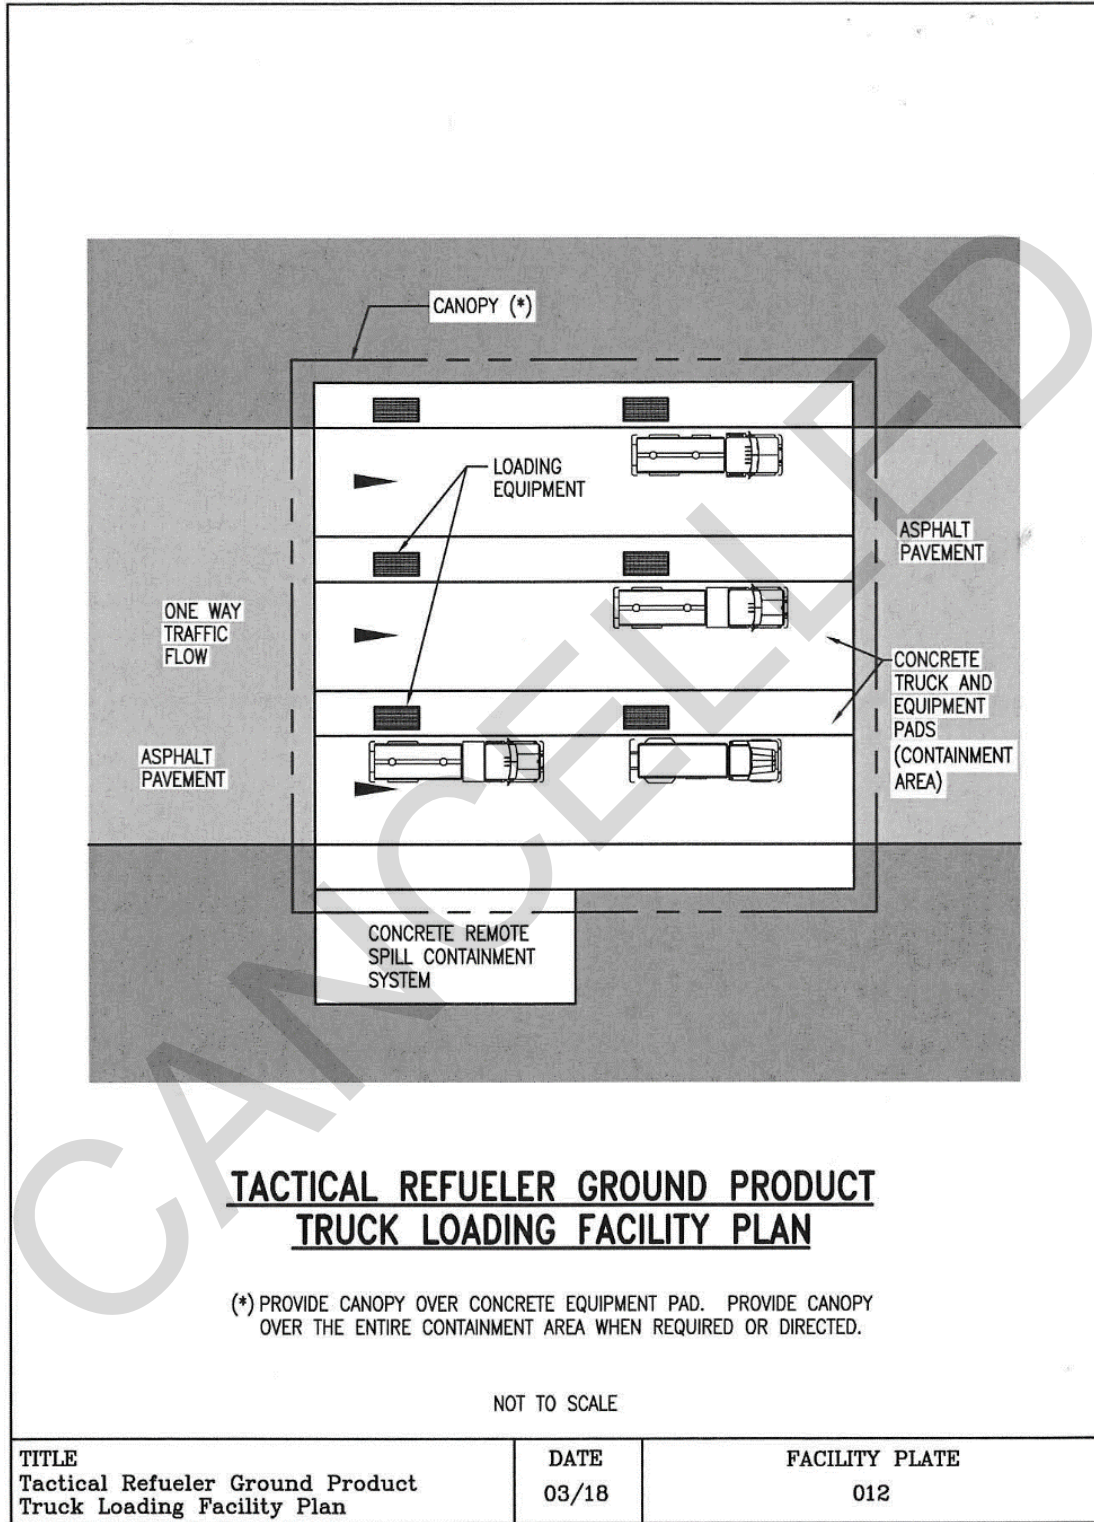 CANOPY (*)
LOADING
EQUIPMENT
ASPHALT
PAVEMENT
ONE WAY
TRAFFIC
FLOW
CONCRETE
TRUCK AND
EQUIPMENT
PADS
(CONTAINMENT
AREA)
ASPHALT
PAVEMENT
CONCRETE REMOTE
SPILL CONTAINMENT
SYSTEM
CANCELLED
TACTICAL REFUELER GROUND PRODUCT
TRUCK LOADING FACILITY PLAN
(*) PROVIDE CANOPY OVER CONCRETE EQUIPMENT PAD. PROVIDE CANOPY
OVER THE ENTIRE CONTAINMENT AREA WHEN REQUIRED OR DIRECTED.
NOT TO SCALE
TITLE
Tactical Refueler Ground Product
Truck Loading Facility Plan
DATE
03/18
FACILITY PLATE
012